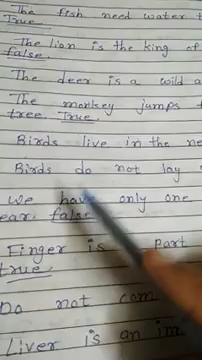 The fish need water t
True.
The lion is the king of
false.
The deer is a wild a
The monkey jumps f
tree. True.
Birds live in the ne
Birds do not lay
We have only one
ear. false
Finger is part
true.
Do not com
Liver is an im